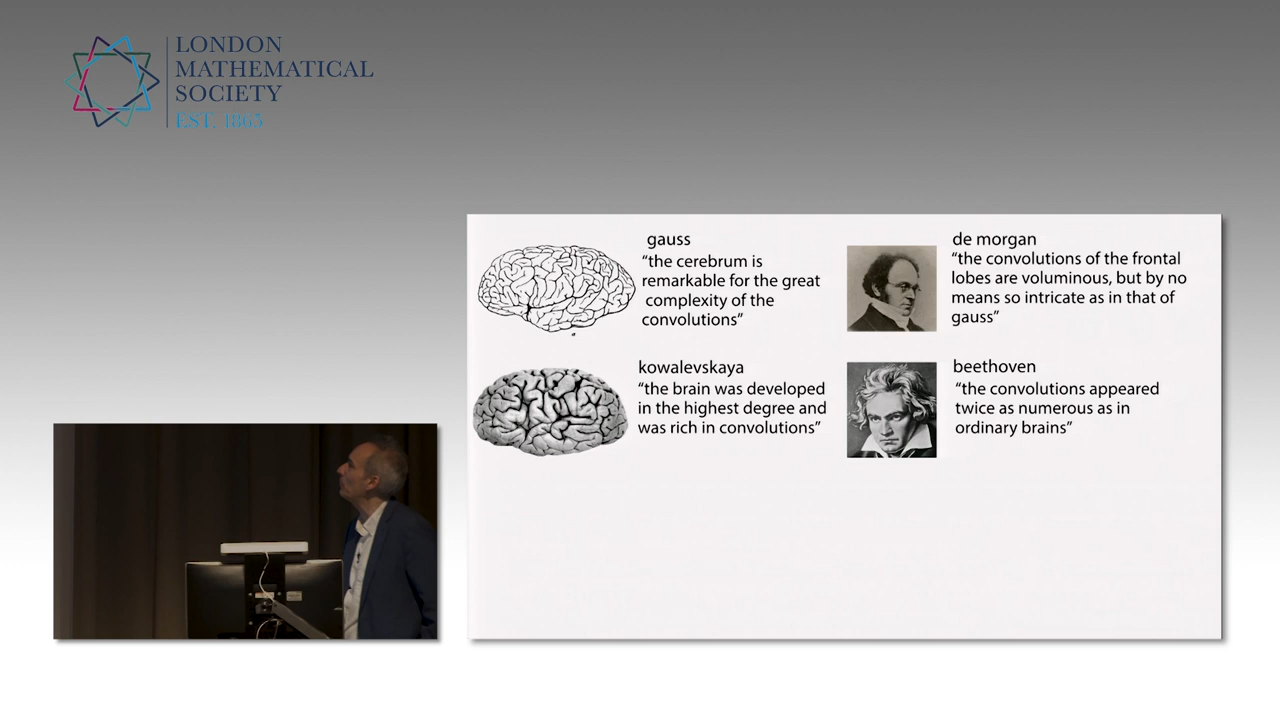 LONDON
MATHEMATICAL
SOCIETY
EST. 1865
gauss
“the cerebrum is
remarkable for the great
complexity of the
convolutions”
de morgan
“the convolutions of the frontal
lobes are voluminous, but by no
means so intricate as in that of
gauss”
kowalevskaya
“the brain was developed
in the highest degree and
was rich in convolutions”
beethoven
“the convolutions appeared
twice as numerous as in
ordinary brains”